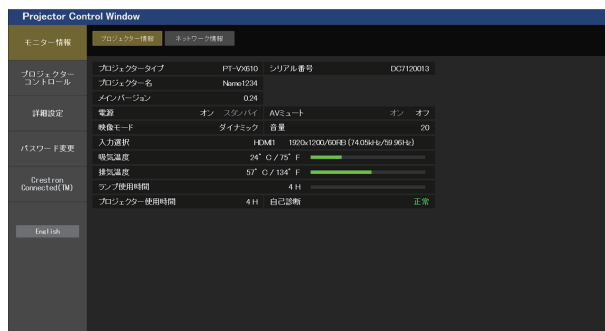 Projector Control Window
モニター情報
プロジェクター情報 ネットワーク情報
プロジェクタータイプ PT-VX610 シリアル番号 DC7120013
プロジェクター名 Name1234
メインバージョン 0.24
電源 オン スタンバイ AVミュート オン オフ
映像モード ダイナミック 音量 20
入力選択 HDMI1 1920x1200/60RB (74.05kHz/59.96Hz)
吸気温度 24°C / 75°F
排気温度 57°C / 134°F
ランプ使用時間 4 H
プロジェクター使用時間 4 H 自己診断 正常
プロジェクター
コントロール
詳細設定
パスワード変更
Crestron
Connected(TM)
English